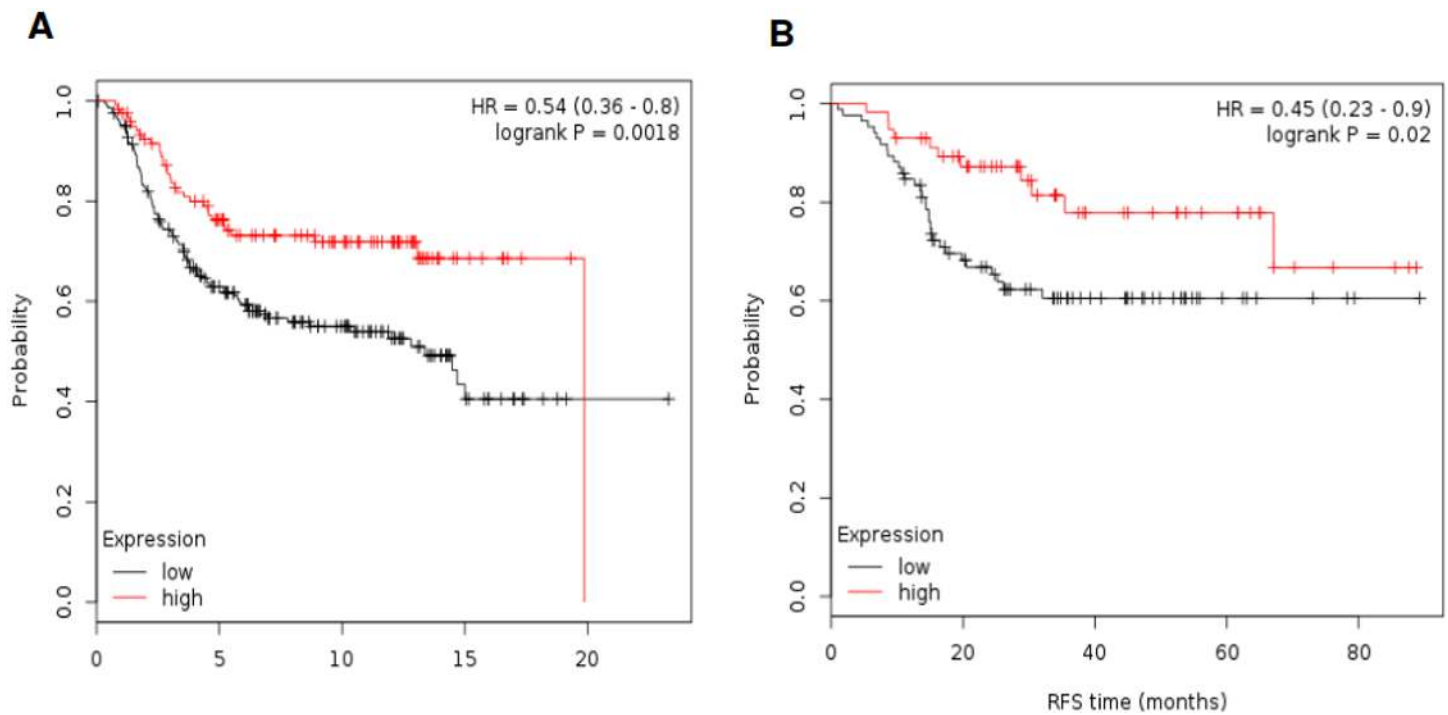 A
HR = 0.54 (0.36 - 0.8)
logrank P = 0.0018
Probability
0.0 0.2 0.4 0.6 0.8 1.0
Expression
low
high
0 5 10 15 20
B
HR = 0.45 (0.23 - 0.9)
logrank P = 0.02
Probability
0.0 0.2 0.4 0.6 0.8 1.0
Expression
low
high
0 20 40 60 80
RFS time (months)